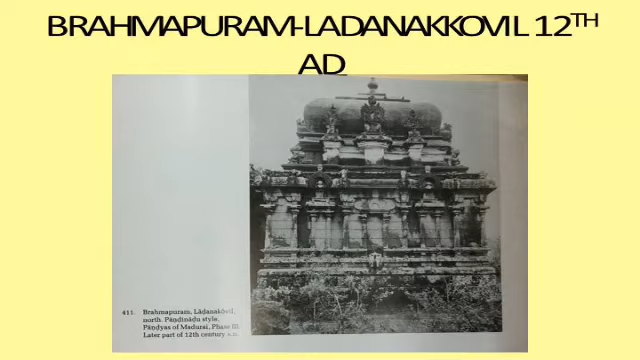 BRAHMAPURAM-LADANAKKOVIL 12TH
AD
411. Brahmapuram, Lāḍanakōvil,
north. Pāṇḍināḍu style,
Pāṇḍyas of Madurai, Phase III.
Later part of 12th century A.D.